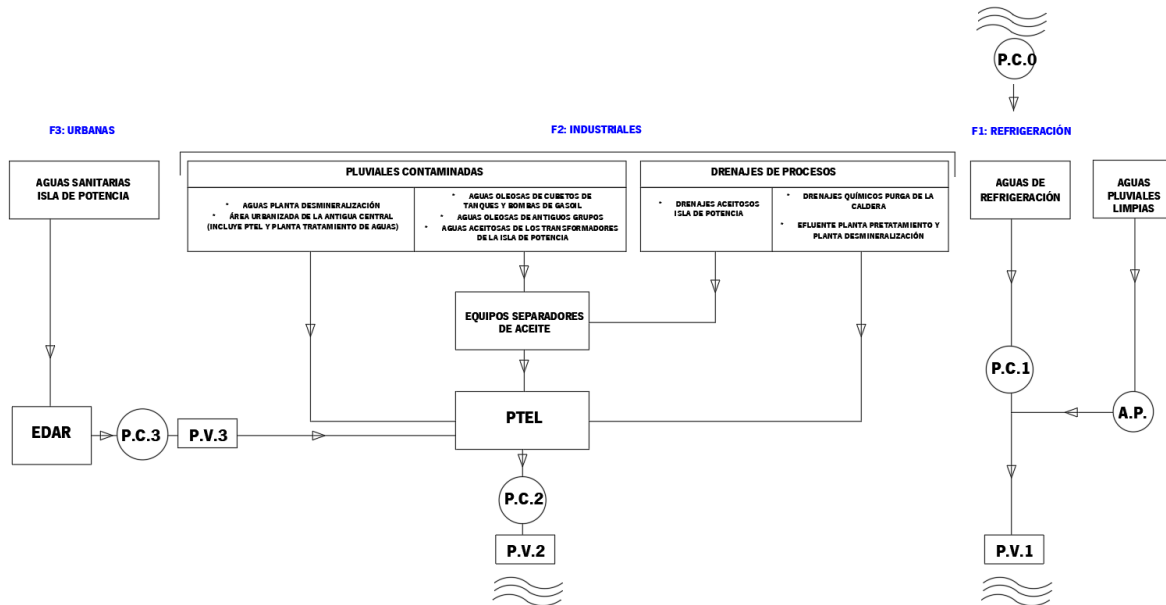 P.C.0
F3: URBANAS
F2: INDUSTRIALES
F1: REFRIGERACIÓN
AGUAS SANITARIAS
ISLA DE POTENCIA
PLUVIALES CONTAMINADAS
* AGUAS PLANTA DESMINERALIZACIÓN
* ÁREA URBANIZADA DE LA ANTIGUA CENTRAL
(INCLUYE PTEL Y PLANTA TRATAMIENTO DE AGUAS)
* AGUAS OLEOSAS DE CUBETOS DE
TANQUES Y BOMBAS DE GASOIL
* AGUAS OLEOSAS DE ANTIGUOS GRUPOS
* AGUAS ACEITOSAS DE LOS TRANSFORMADORES
DE LA ISLA DE POTENCIA
DRENAJES DE PROCESOS
* DRENAJES ACEITOSOS
ISLA DE POTENCIA
* DRENAJES QUÍMICOS PURGA DE LA
CALDERA
* EFLUENTE PLANTA PRETATAMIENTO Y
PLANTA DESMINERALIZACIÓN
AGUAS DE
REFRIGERACIÓN
AGUAS
PLUVIALES
LIMPIAS
EQUIPOS SEPARADORES
DE ACEITE
P.C.1
A.P.
EDAR
P.C.3
P.V.3
PTEL
P.C.2
P.V.2
P.V.1